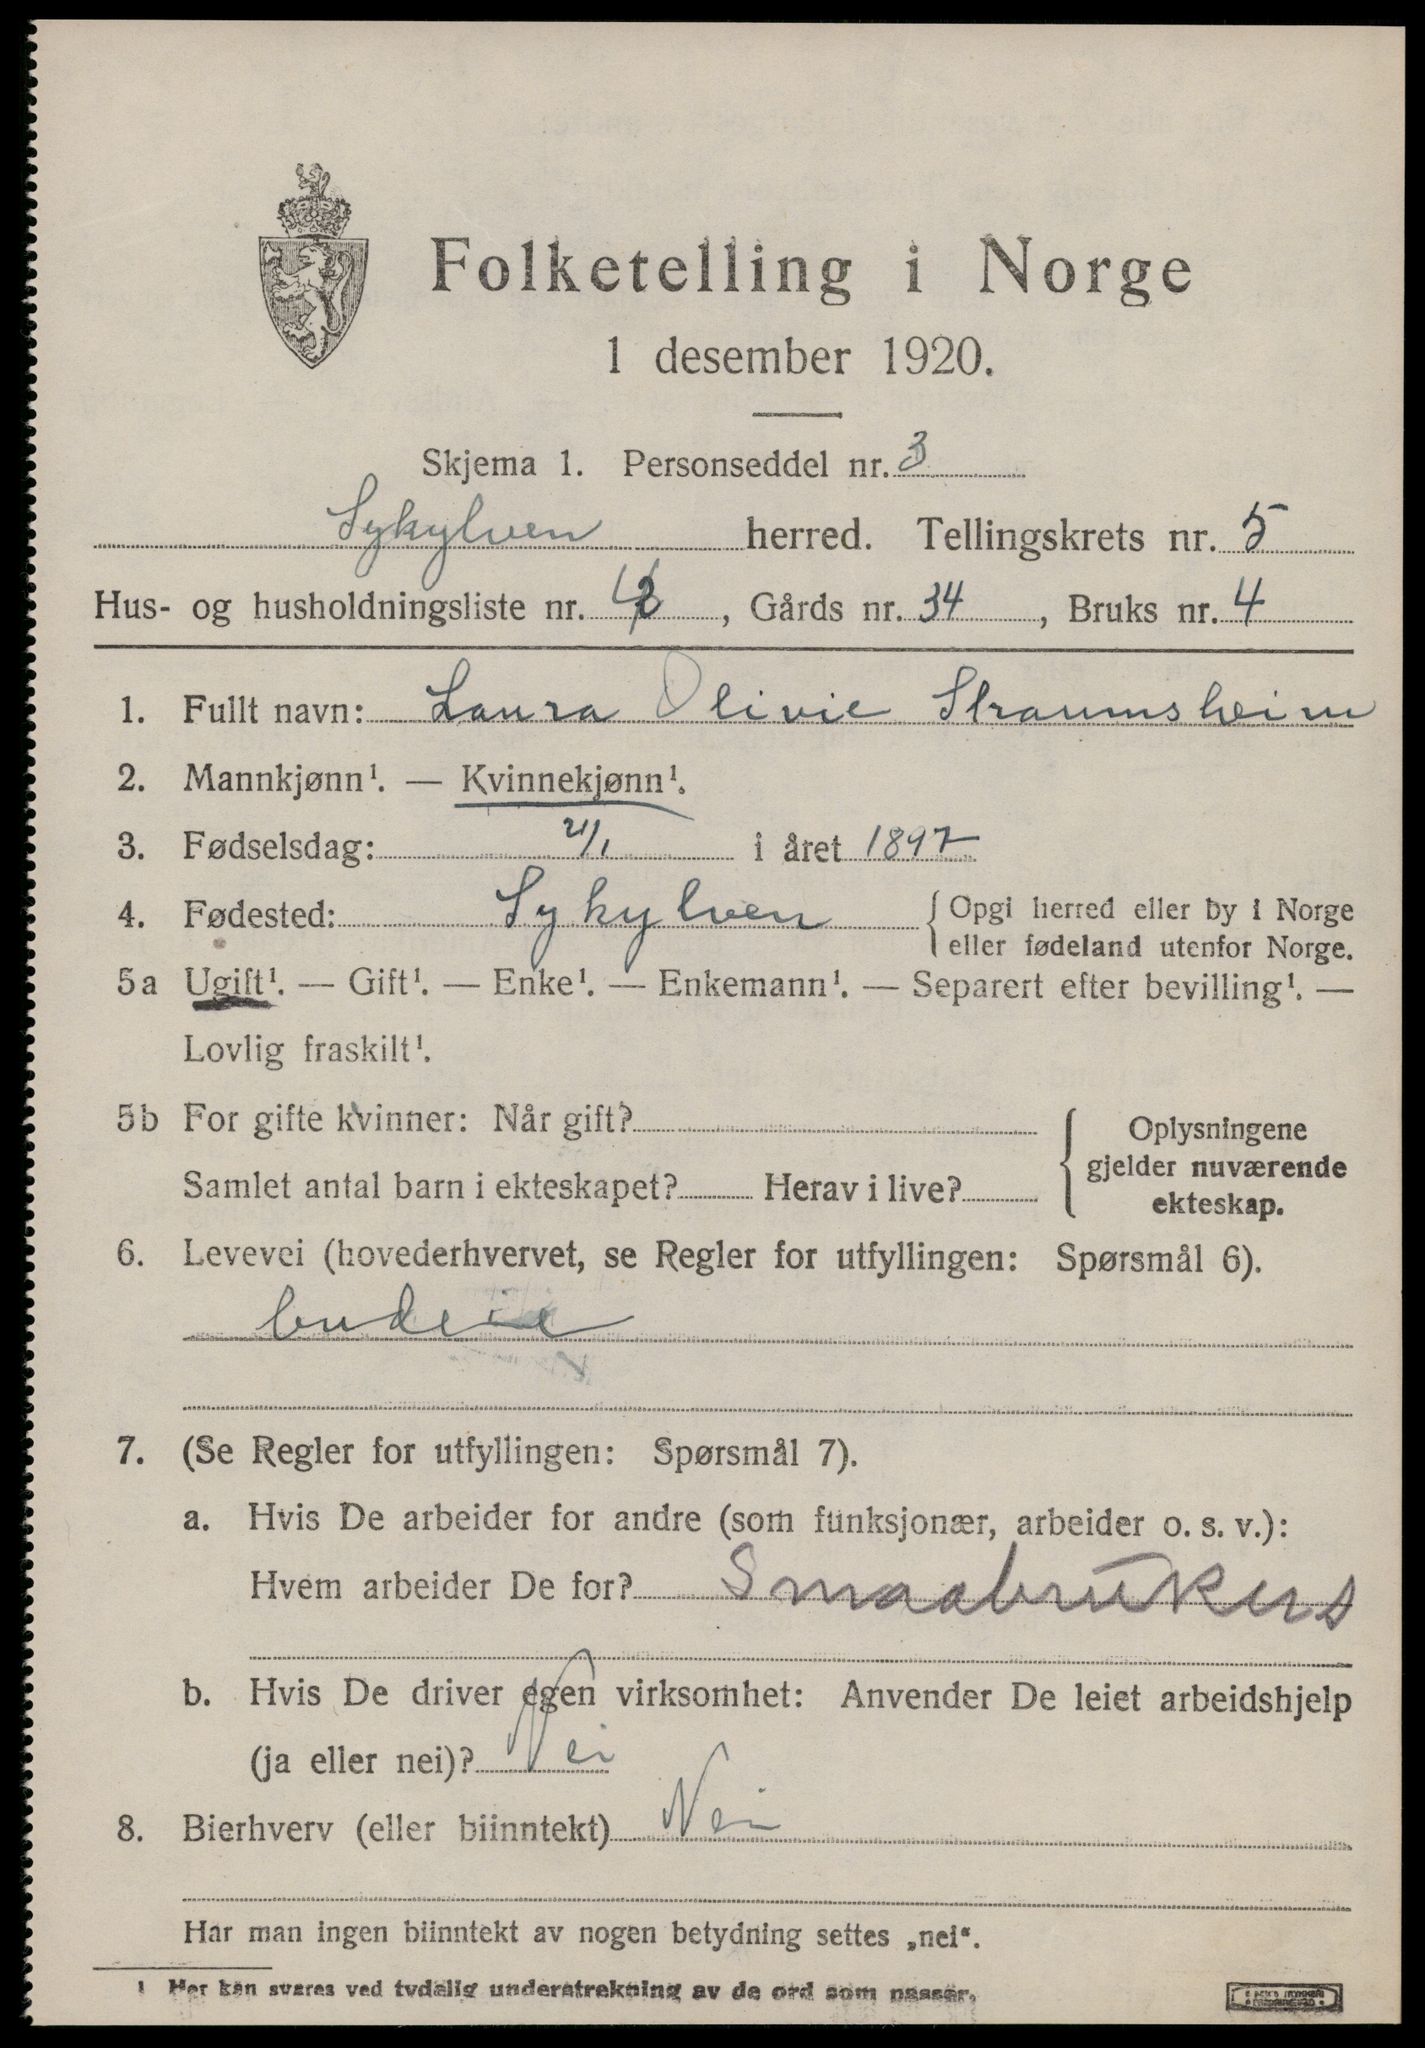 Folketelling i Norge
1 desember 1920.
Skjema 1. Personseddel nr. 3
Sykylven herred. Tellingskrets nr. 5
Hus- og husholdningsliste nr. , Gårds nr. 34, Bruks nr. 4
1. Fullt navn: Laura Olivie Straumsheim
2. Mannkjønn¹. — Kvinnekjønn¹.
3. Fødselsdag: 21/1 i året 1897
4. Fødested: Sykylven { Opgi herred eller by i Norge
eller fødeland utenfor Norge.
5a Ugift¹. — Gift¹. — Enke¹. — Enkemann¹. — Separert efter bevilling¹. —
Lovlig fraskilt¹.
5b For gifte kvinner: Når gift?
Samlet antal barn i ekteskapet? Herav i live?
Oplysningene
gjelder nuværende
ekteskap.
6. Levevei (hovederhvervet, se Regler for utfyllingen: Spørsmål 6).
budeie
7. (Se Regler for utfyllingen: Spørsmål 7).
a. Hvis De arbeider for andre (som funksjonær, arbeider o. s. v.):
Hvem arbeider De for? Smaabrukers
b. Hvis De driver egen virksomhet: Anvender De leiet arbeidshjelp
(ja eller nei)? Nei
8. Bierhverv (eller biinntekt) Nei
Har man ingen biinntekt av nogen betydning settes „nei“.
1 Her kan svares ved tydelig understrekning av de ord som passer.